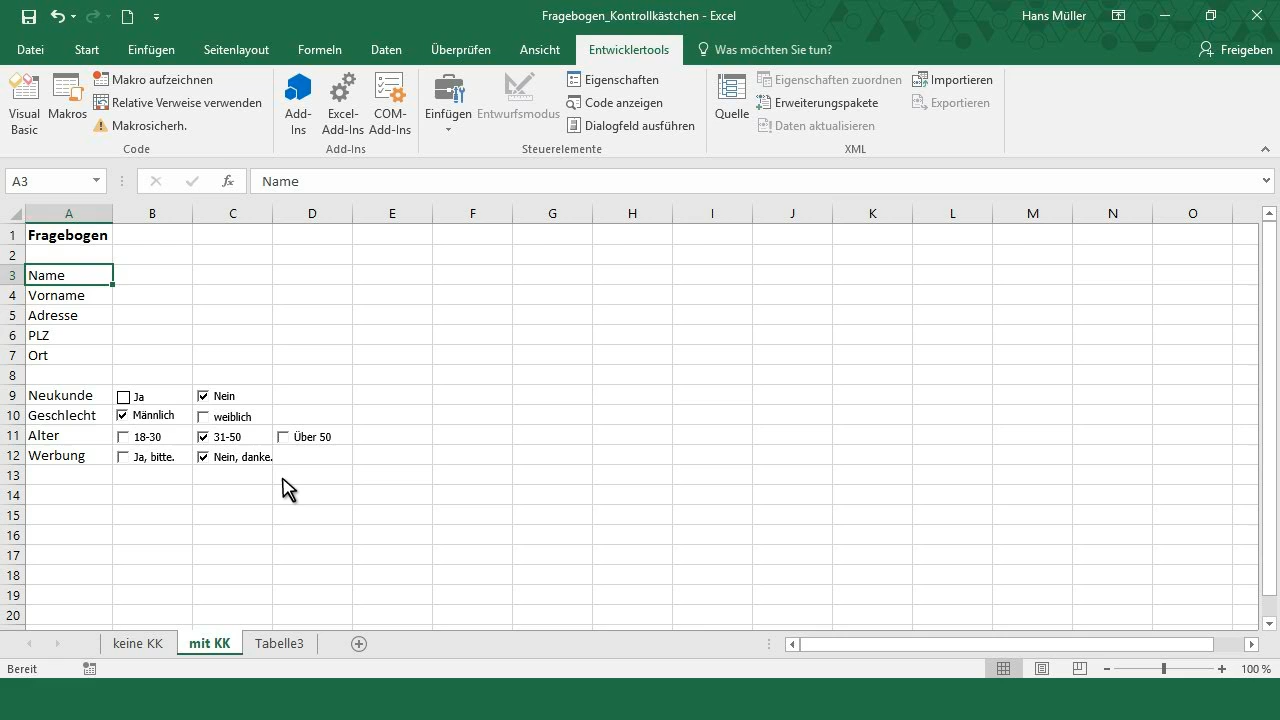 Fragebogen_Kontrollkästchen - Excel
Hans Müller
Datei Start Einfügen Seitenlayout Formeln Daten Überprüfen Ansicht Entwicklertools Was möchten Sie tun? Freigeben
Visual Basic
Makros
Makro aufzeichnen
Relative Verweise verwenden
Makrosicherh.
Code
Add-Ins
Excel-Add-Ins
COM-Add-Ins
Add-Ins
Einfügen
Entwurfsmodus
Eigenschaften
Code anzeigen
Dialogfeld ausführen
Steuerelemente
Quelle
Eigenschaften zuordnen
Erweiterungspakete
Daten aktualisieren
Importieren
Exportieren
XML
A3 fx Name
A B C D E F G H I J K L M N O
1 Fragebogen
2
3 Name
4 Vorname
5 Adresse
6 PLZ
7 Ort
8
9 Neukunde Ja Nein
10 Geschlecht Männlich weiblich
11 Alter 18-30 31-50 Über 50
12 Werbung Ja, bitte. Nein, danke.
13
14
15
16
17
18
19
20
keine KK mit KK Tabelle3
Bereit 100 %